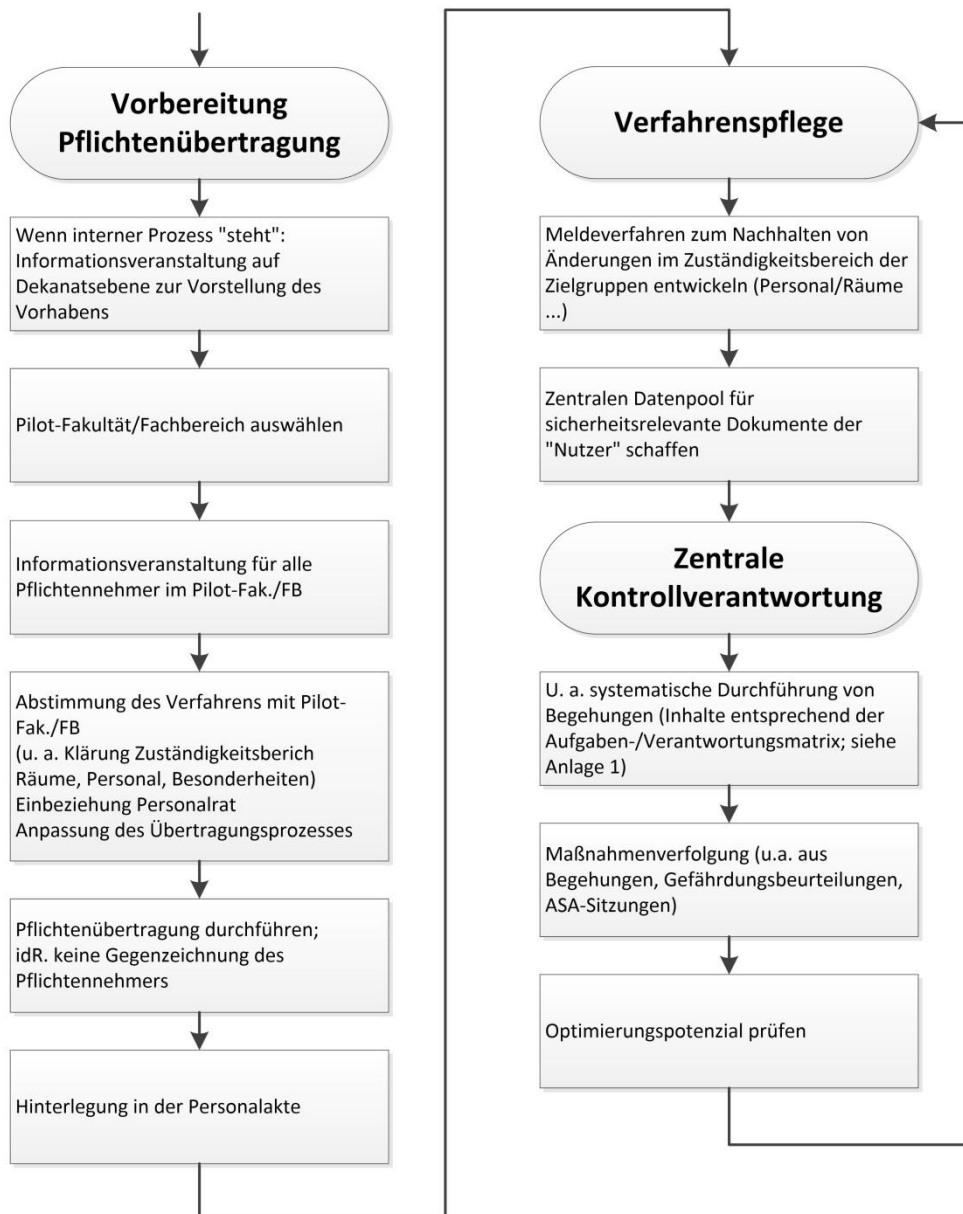 Vorbereitung
Pflichtenübertragung
Wenn interner Prozess "steht":
Informationsveranstaltung auf
Dekanatsebene zur Vorstellung des
Vorhabens
Pilot-Fakultät/Fachbereich auswählen
Informationsveranstaltung für alle
Pflichtennehmer im Pilot-Fak./FB
Abstimmung des Verfahrens mit Pilot-
Fak./FB
(u. a. Klärung Zuständigkeitsberich
Räume, Personal, Besonderheiten)
Einbeziehung Personalrat
Anpassung des Übertragungsprozesses
Pflichtenübertragung durchführen;
idR. keine Gegenzeichnung des
Pflichtennehmers
Hinterlegung in der Personalakte
Verfahrenspflege
Meldeverfahren zum Nachhalten von
Änderungen im Zuständigkeitsbereich der
Zielgruppen entwickeln (Personal/Räume
...)
Zentralen Datenpool für
sicherheitsrelevante Dokumente der
"Nutzer" schaffen
Zentrale
Kontrollverantwortung
U. a. systematische Durchführung von
Begehungen (Inhalte entsprechend der
Aufgaben-/Verantwortungsmatrix; siehe
Anlage 1)
Maßnahmenverfolgung (u.a. aus
Begehungen, Gefährdungsbeurteilungen,
ASA-Sitzungen)
Optimierungspotenzial prüfen